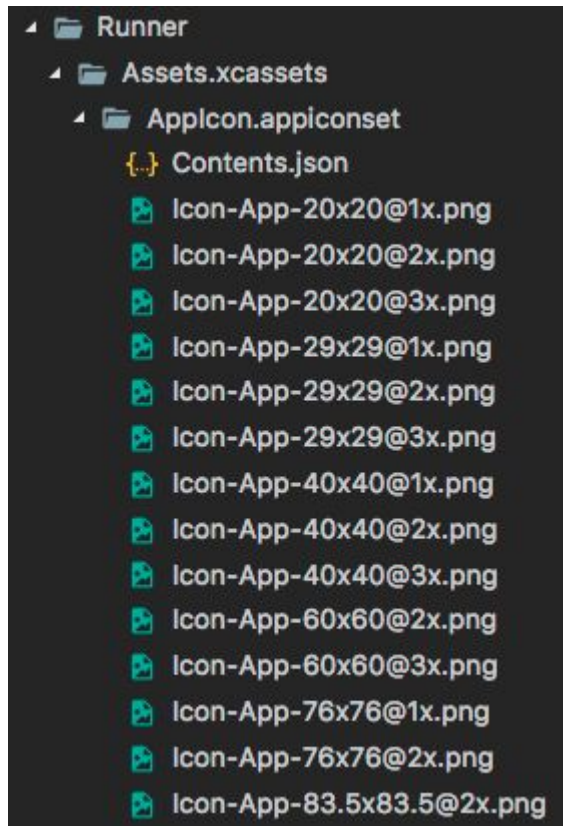 Runner
Assets.xcassets
AppIcon.appiconset
{...} Contents.json
Icon-App-20x20@1x.png
Icon-App-20x20@2x.png
Icon-App-20x20@3x.png
Icon-App-29x29@1x.png
Icon-App-29x29@2x.png
Icon-App-29x29@3x.png
Icon-App-40x40@1x.png
Icon-App-40x40@2x.png
Icon-App-40x40@3x.png
Icon-App-60x60@2x.png
Icon-App-60x60@3x.png
Icon-App-76x76@1x.png
Icon-App-76x76@2x.png
Icon-App-83.5x83.5@2x.png